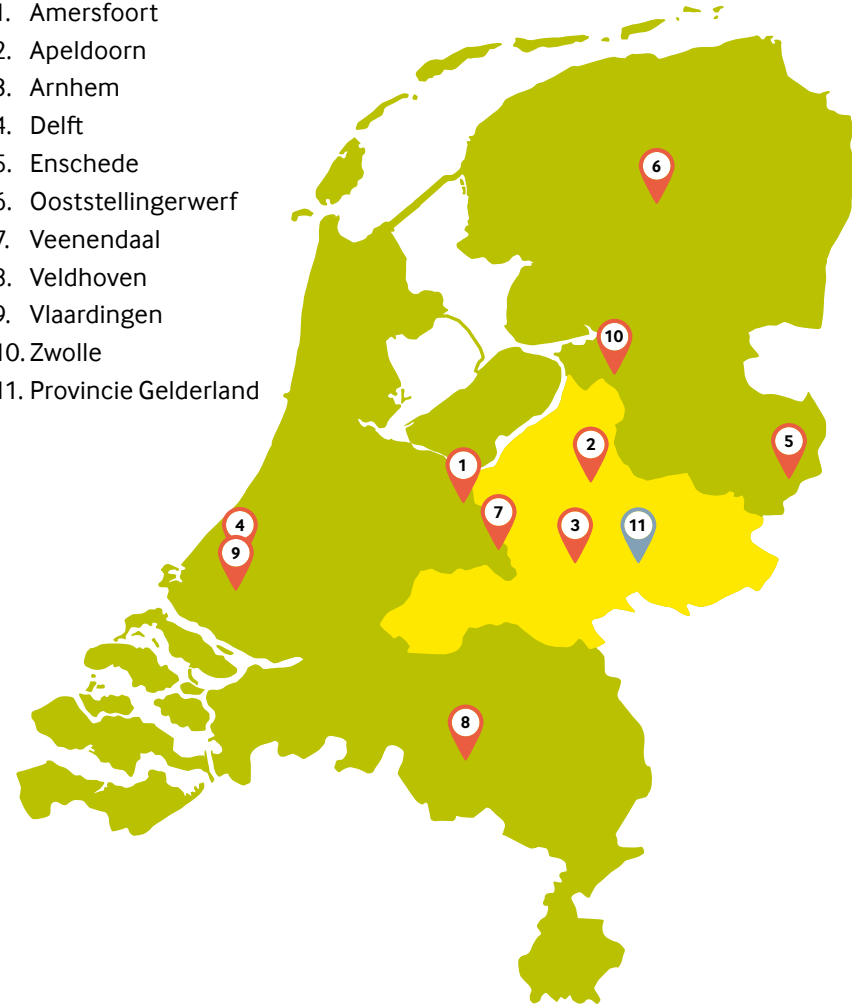 1. Amersfoort
2. Apeldoorn
3. Arnhem
4. Delft
5. Enschede
6. Ooststellingerwerf
7. Veenendaal
8. Veldhoven
9. Vlaardingen
10. Zwolle
11. Provincie Gelderland
6
10
5
2
1
7
3
11
4
9
8